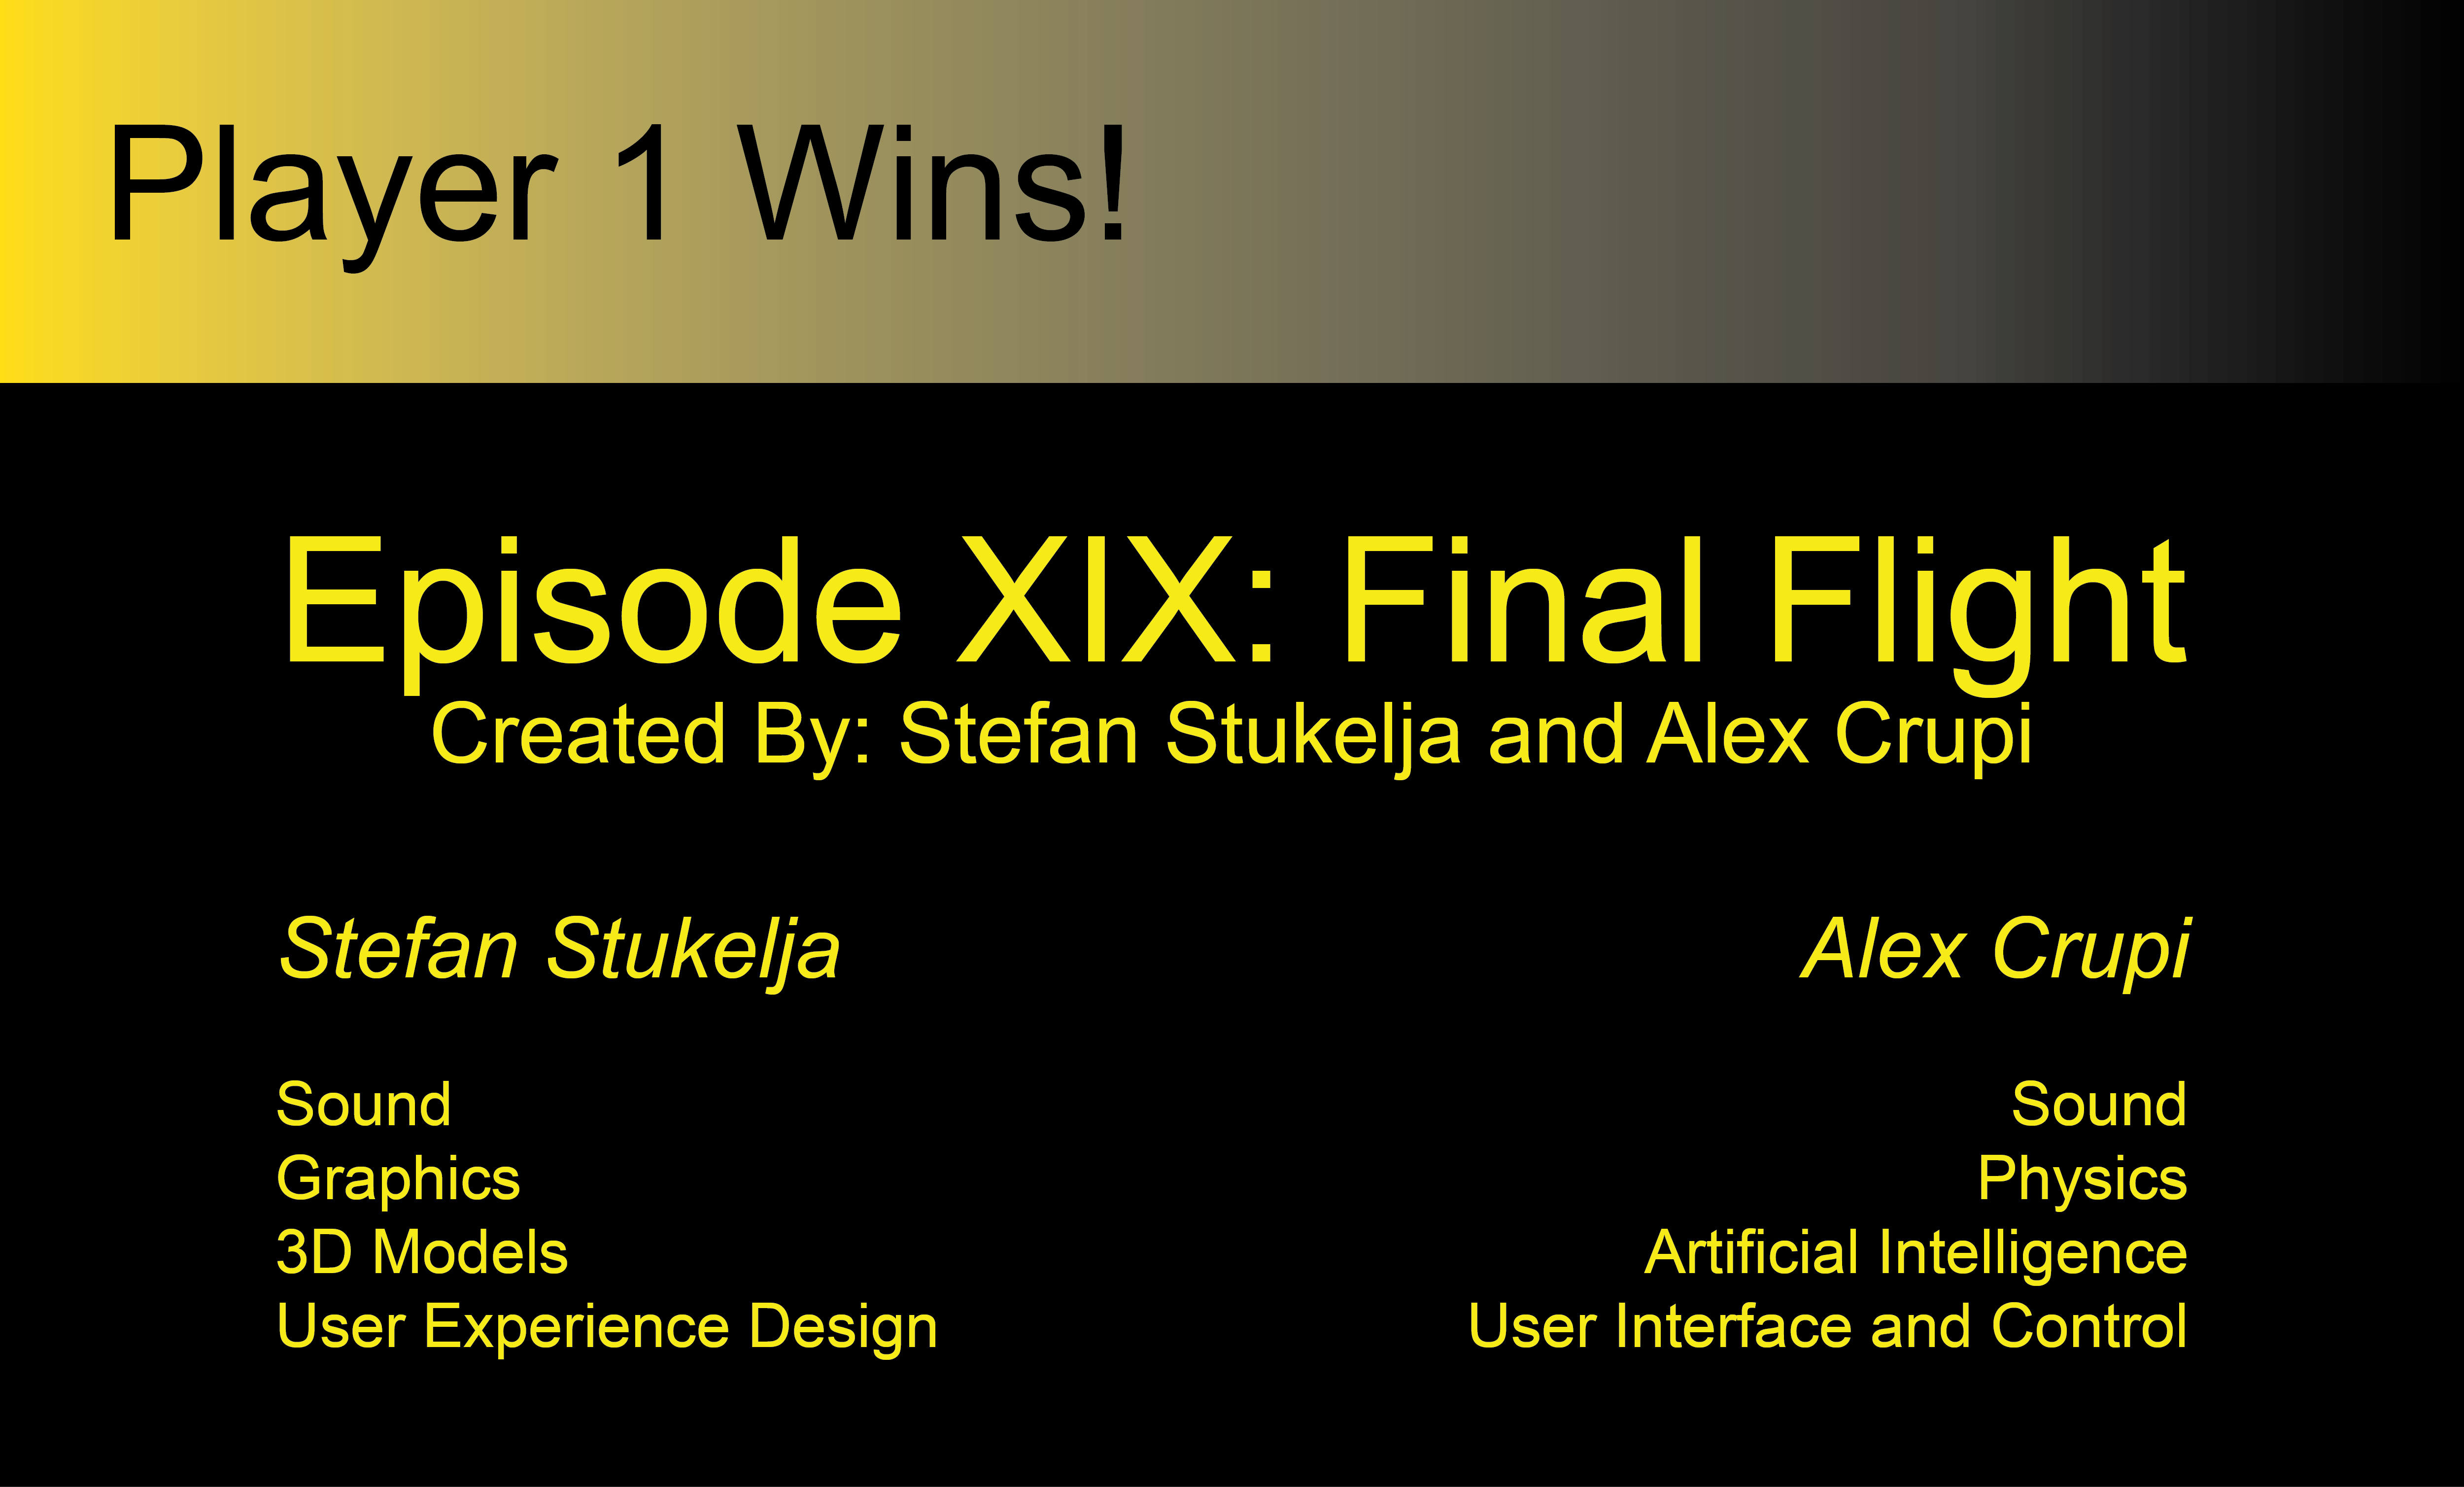 Player 1 Wins!
Episode XIX: Final Flight
Created By: Stefan Stukelja and Alex Crupi
Stefan Stukelja
Alex Crupi
Sound
Graphics
3D Models
User Experience Design
Sound
Physics
Artificial Intelligence
User Interface and Control